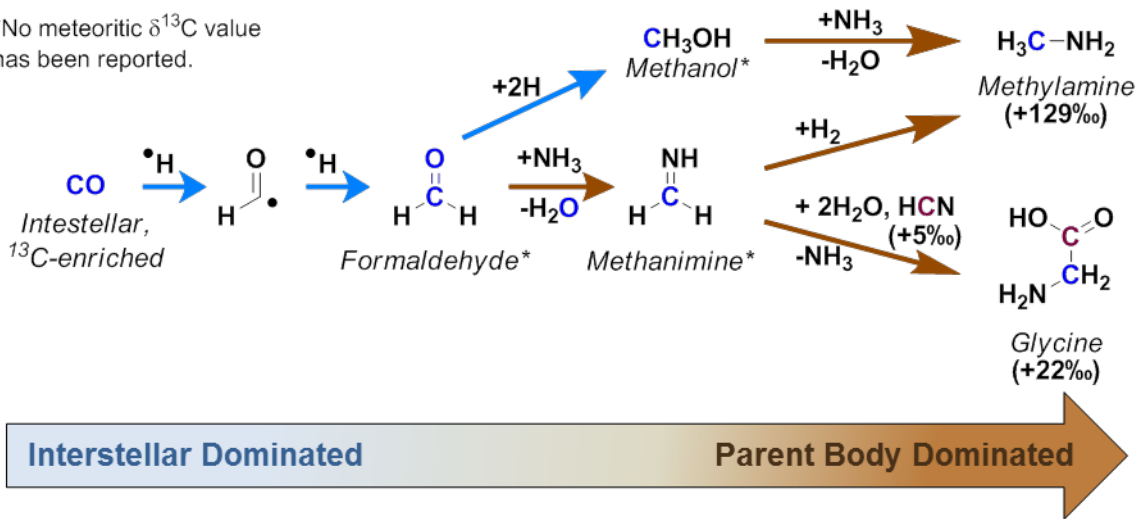 No meteoritic δ¹³C value
has been reported.
+2H
CH₃OH
Methanol*
+NH₃
-H₂O
H₃C–NH₂
Methylamine
(+129‰)
CO
Intestellar,
¹³C-enriched
•H
O
H
•
•H
O
C
H H
Formaldehyde*
+NH₃
-H₂O
NH
C
H H
Methanimine*
+H₂
+ 2H₂O, HCN
(+5‰)
-NH₃
HO O
C
CH₂
H₂N
Glycine
(+22‰)
Interstellar Dominated
Parent Body Dominated